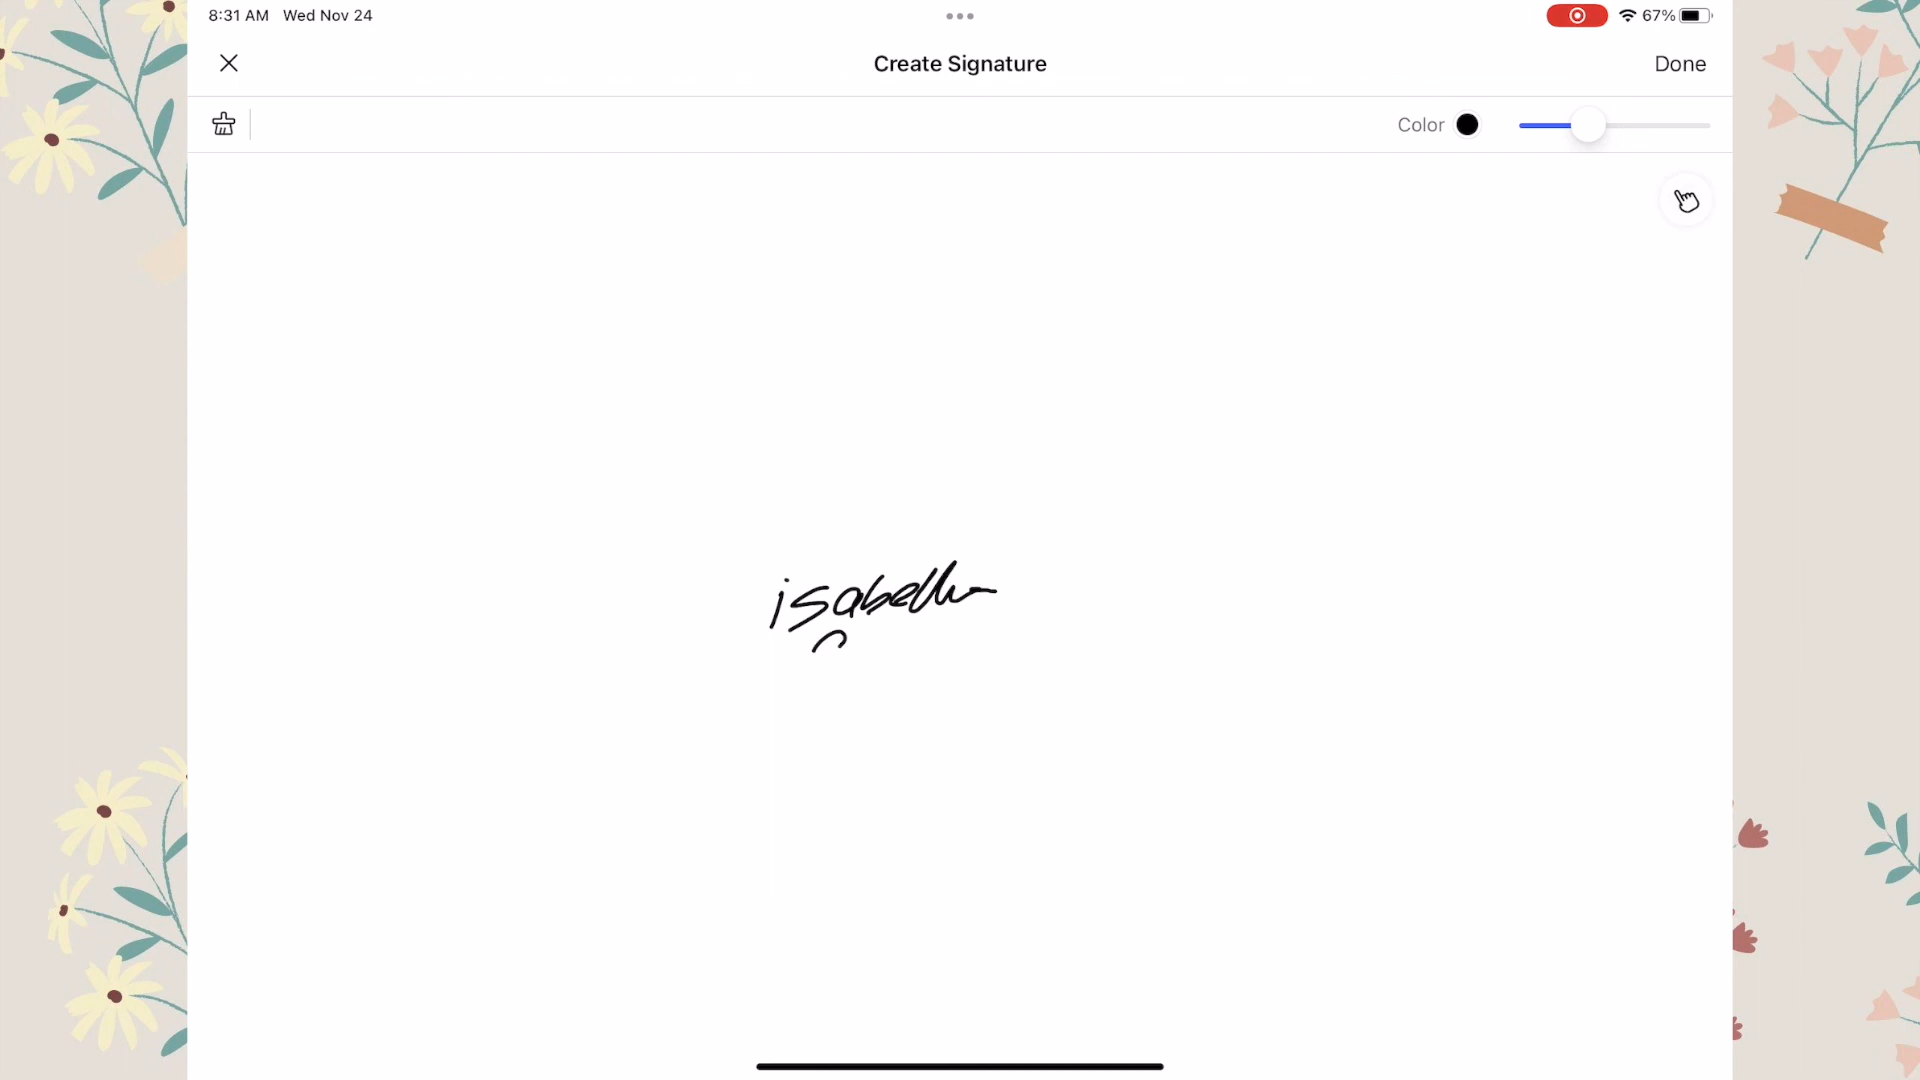 8:31 AM Wed Nov 24
67%
Create Signature
Done
Color
isabella